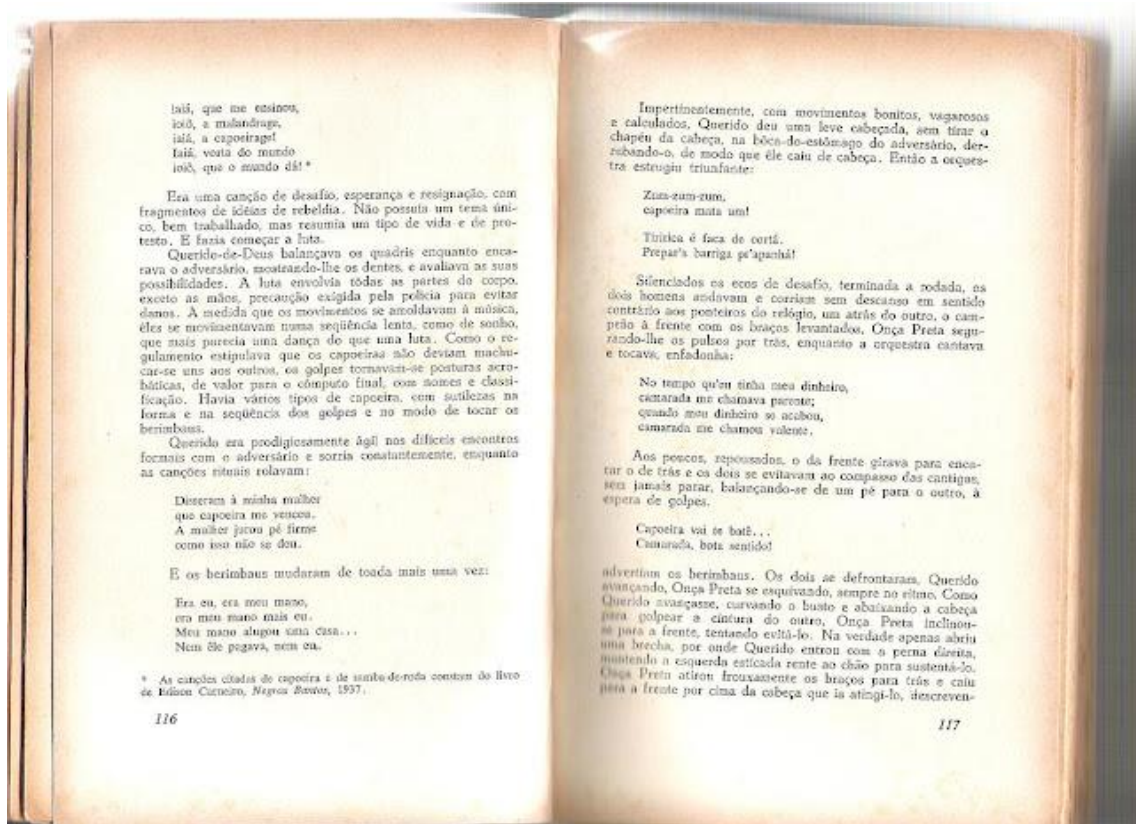 Iaiá, que me ensinou,
ioiô, a malandrage,
iaiá, a capoeirage!
Iaiá, vorta do mundo
ioiô, que o mundo dá! *
Era uma canção de desafio, esperança e resignação, com
fragmentos de idéias de rebeldia. Não possuía um tema úni-
co, bem trabalhado, mas resumia um tipo de vida e de pro-
testo. E fazia começar a luta.
Querido-de-Deus balançava os quadris enquanto enca-
rava o adversário, mostrando-lhe os dentes, e avaliava as suas
possibilidades. A luta envolvia tôdas as partes do corpo,
exceto as mãos, precaução exigida pela polícia para evitar
danos. À medida que os movimentos se amoldavam à música,
êles se movimentavam numa seqüência lenta, como de sonho,
que mais parecia uma dança do que uma luta. Como o re-
gulamento estipulava que os capoeiras não deviam machu-
car-se uns aos outros, os golpes tornavam-se posturas acro-
báticas, de valor para o cômputo final, com nomes e classi-
ficação. Havia vários tipos de capoeira, com sutilezas na
forma e na seqüência dos golpes e no modo de tocar os
berimbaus.
Querido era prodigiosamente ágil nos difíceis encontros
formais com o adversário e sorria constantemente, enquanto
as canções rituais rolavam:
Disseram à minha mulher
que capoeira me venceu.
A mulher jurou pé firme
como isso não se deu.
E os berimbaus mudaram de toada mais uma vez:
Era eu, era meu mano,
era meu mano mais eu.
Meu mano alugou uma casa...
Nem êle pagava, nem eu.
* As canções citadas de capoeira e de samba-de-roda constam do livro
de Edison Carneiro, Negros Bantos, 1937.
116
Impertinentemente, com movimentos bonitos, vagarosos
e calculados, Querido deu uma leve cabeçada, sem tirar o
chapéu da cabeça, na bôca-do-estômago do adversário, der-
rubando-o, de modo que êle caiu de cabeça. Então a orques-
tra estrugiu triunfante:
Zum-zum-zum,
capoeira mata um!
Tiririca é faca de cortá.
Prepar'a barriga pr'apanhá!
Silenciados os ecos de desafio, terminada a rodada, os
dois homens andavam e corriam sem descanso em sentido
contrário aos ponteiros do relógio, um atrás do outro, o cam-
peão à frente com os braços levantados, Onça Preta segu-
rando-lhe os pulsos por trás, enquanto a orquestra cantava
e tocava, enfadonha:
No tempo qu'eu tinha meu dinheiro,
camarada me chamava parente;
quando meu dinheiro se acabou,
camarada me chamou valente.
Aos poucos, repousados, o da frente girava para enca-
rar o de trás e os dois se evitavam ao compasso das cantigas,
sem jamais parar, balançando-se de um pé para o outro, à
espera de golpes.
Capoeira vai te batê...
Camarada, bota sentido!
advertiam os berimbaus. Os dois se defrontaram, Querido
avançando, Onça Preta se esquivando, sempre no ritmo. Como
Querido avançasse, curvando o busto e abaixando a cabeça
para golpear a cintura do outro, Onça Preta inclinou-
se para a frente, tentando evitá-lo. Na verdade apenas abriu
uma brecha, por onde Querido entrou com a perna direita,
mantendo a esquerda esticada rente ao chão para sustentá-lo.
Onça Preta atirou frouxamente os braços para trás e caiu
para a frente por cima da cabeça que ia atingi-lo, descreven-
117